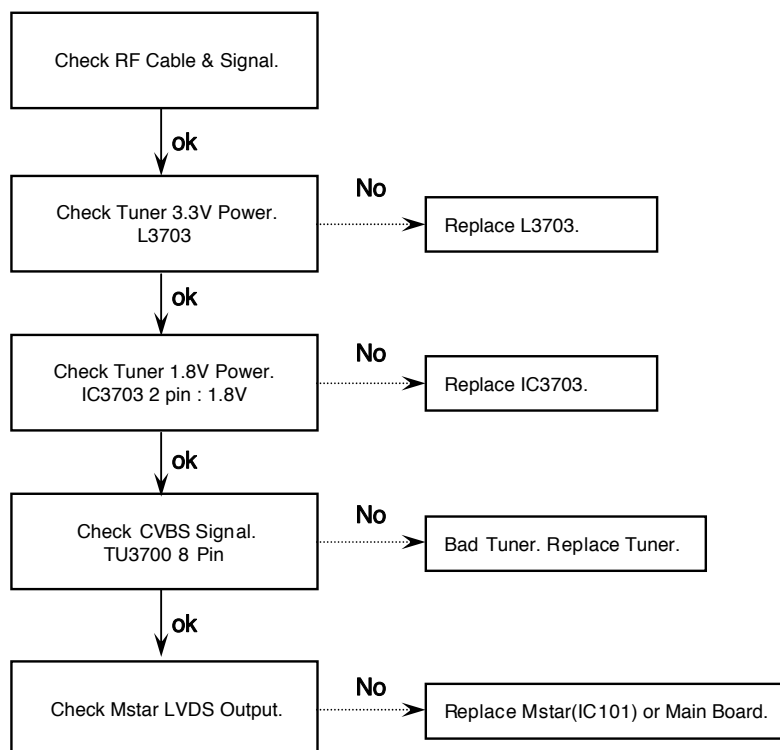 Check RF Cable & Signal.
ok
Check Tuner 3.3V Power.
L3703
No
Replace L3703.
ok
Check Tuner 1.8V Power.
IC3703 2 pin : 1.8V
No
Replace IC3703.
ok
Check CVBS Signal.
TU3700 8 Pin
No
Bad Tuner. Replace Tuner.
ok
Check Mstar LVDS Output.
No
Replace Mstar(IC101) or Main Board.